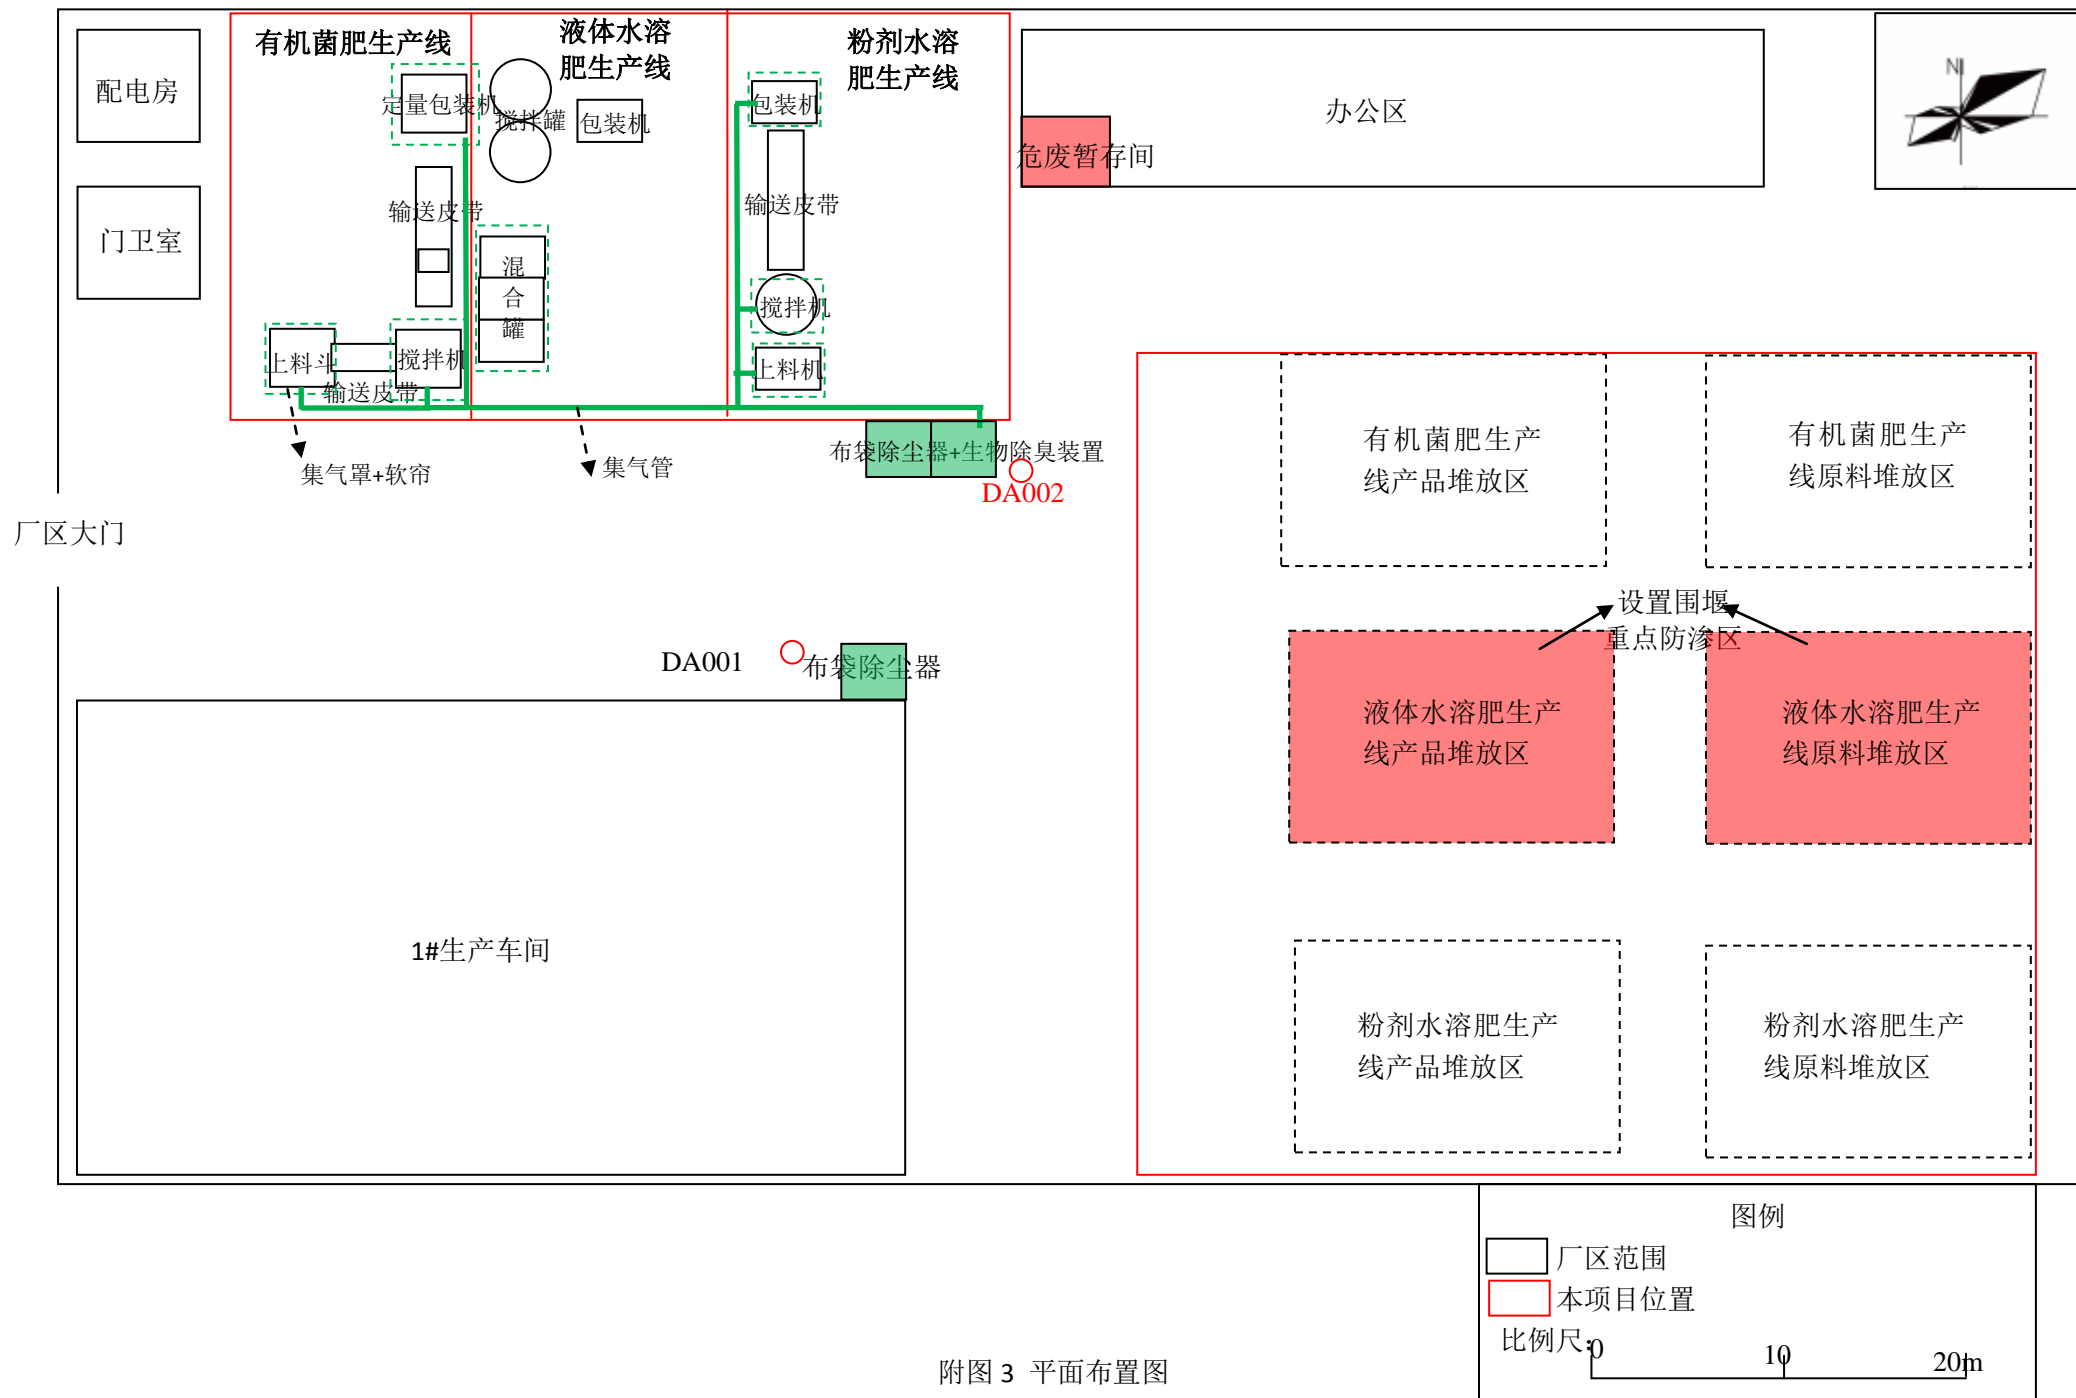 有机菌肥生产线
液体水溶
肥生产线
粉剂水溶
肥生产线
配电房
定量包装机
搅拌罐
包装机
包装机
办公区
N
危废暂存间
门卫室
输送皮带
输送皮带
混
合
罐
搅拌机
上料斗
搅拌机
上料机
输送皮带
集气罩+软帘
集气管
布袋除尘器+生物除臭装置
DA002
有机菌肥生产
线产品堆放区
有机菌肥生产
线原料堆放区
厂区大门
设置围堰
重点防渗区
DA001
布袋除尘器
液体水溶肥生产
线产品堆放区
液体水溶肥生产
线原料堆放区
1#生产车间
粉剂水溶肥生产
线产品堆放区
粉剂水溶肥生产
线原料堆放区
图例
厂区范围
本项目位置
比例尺:
0 10 20m
附图 3 平面布置图